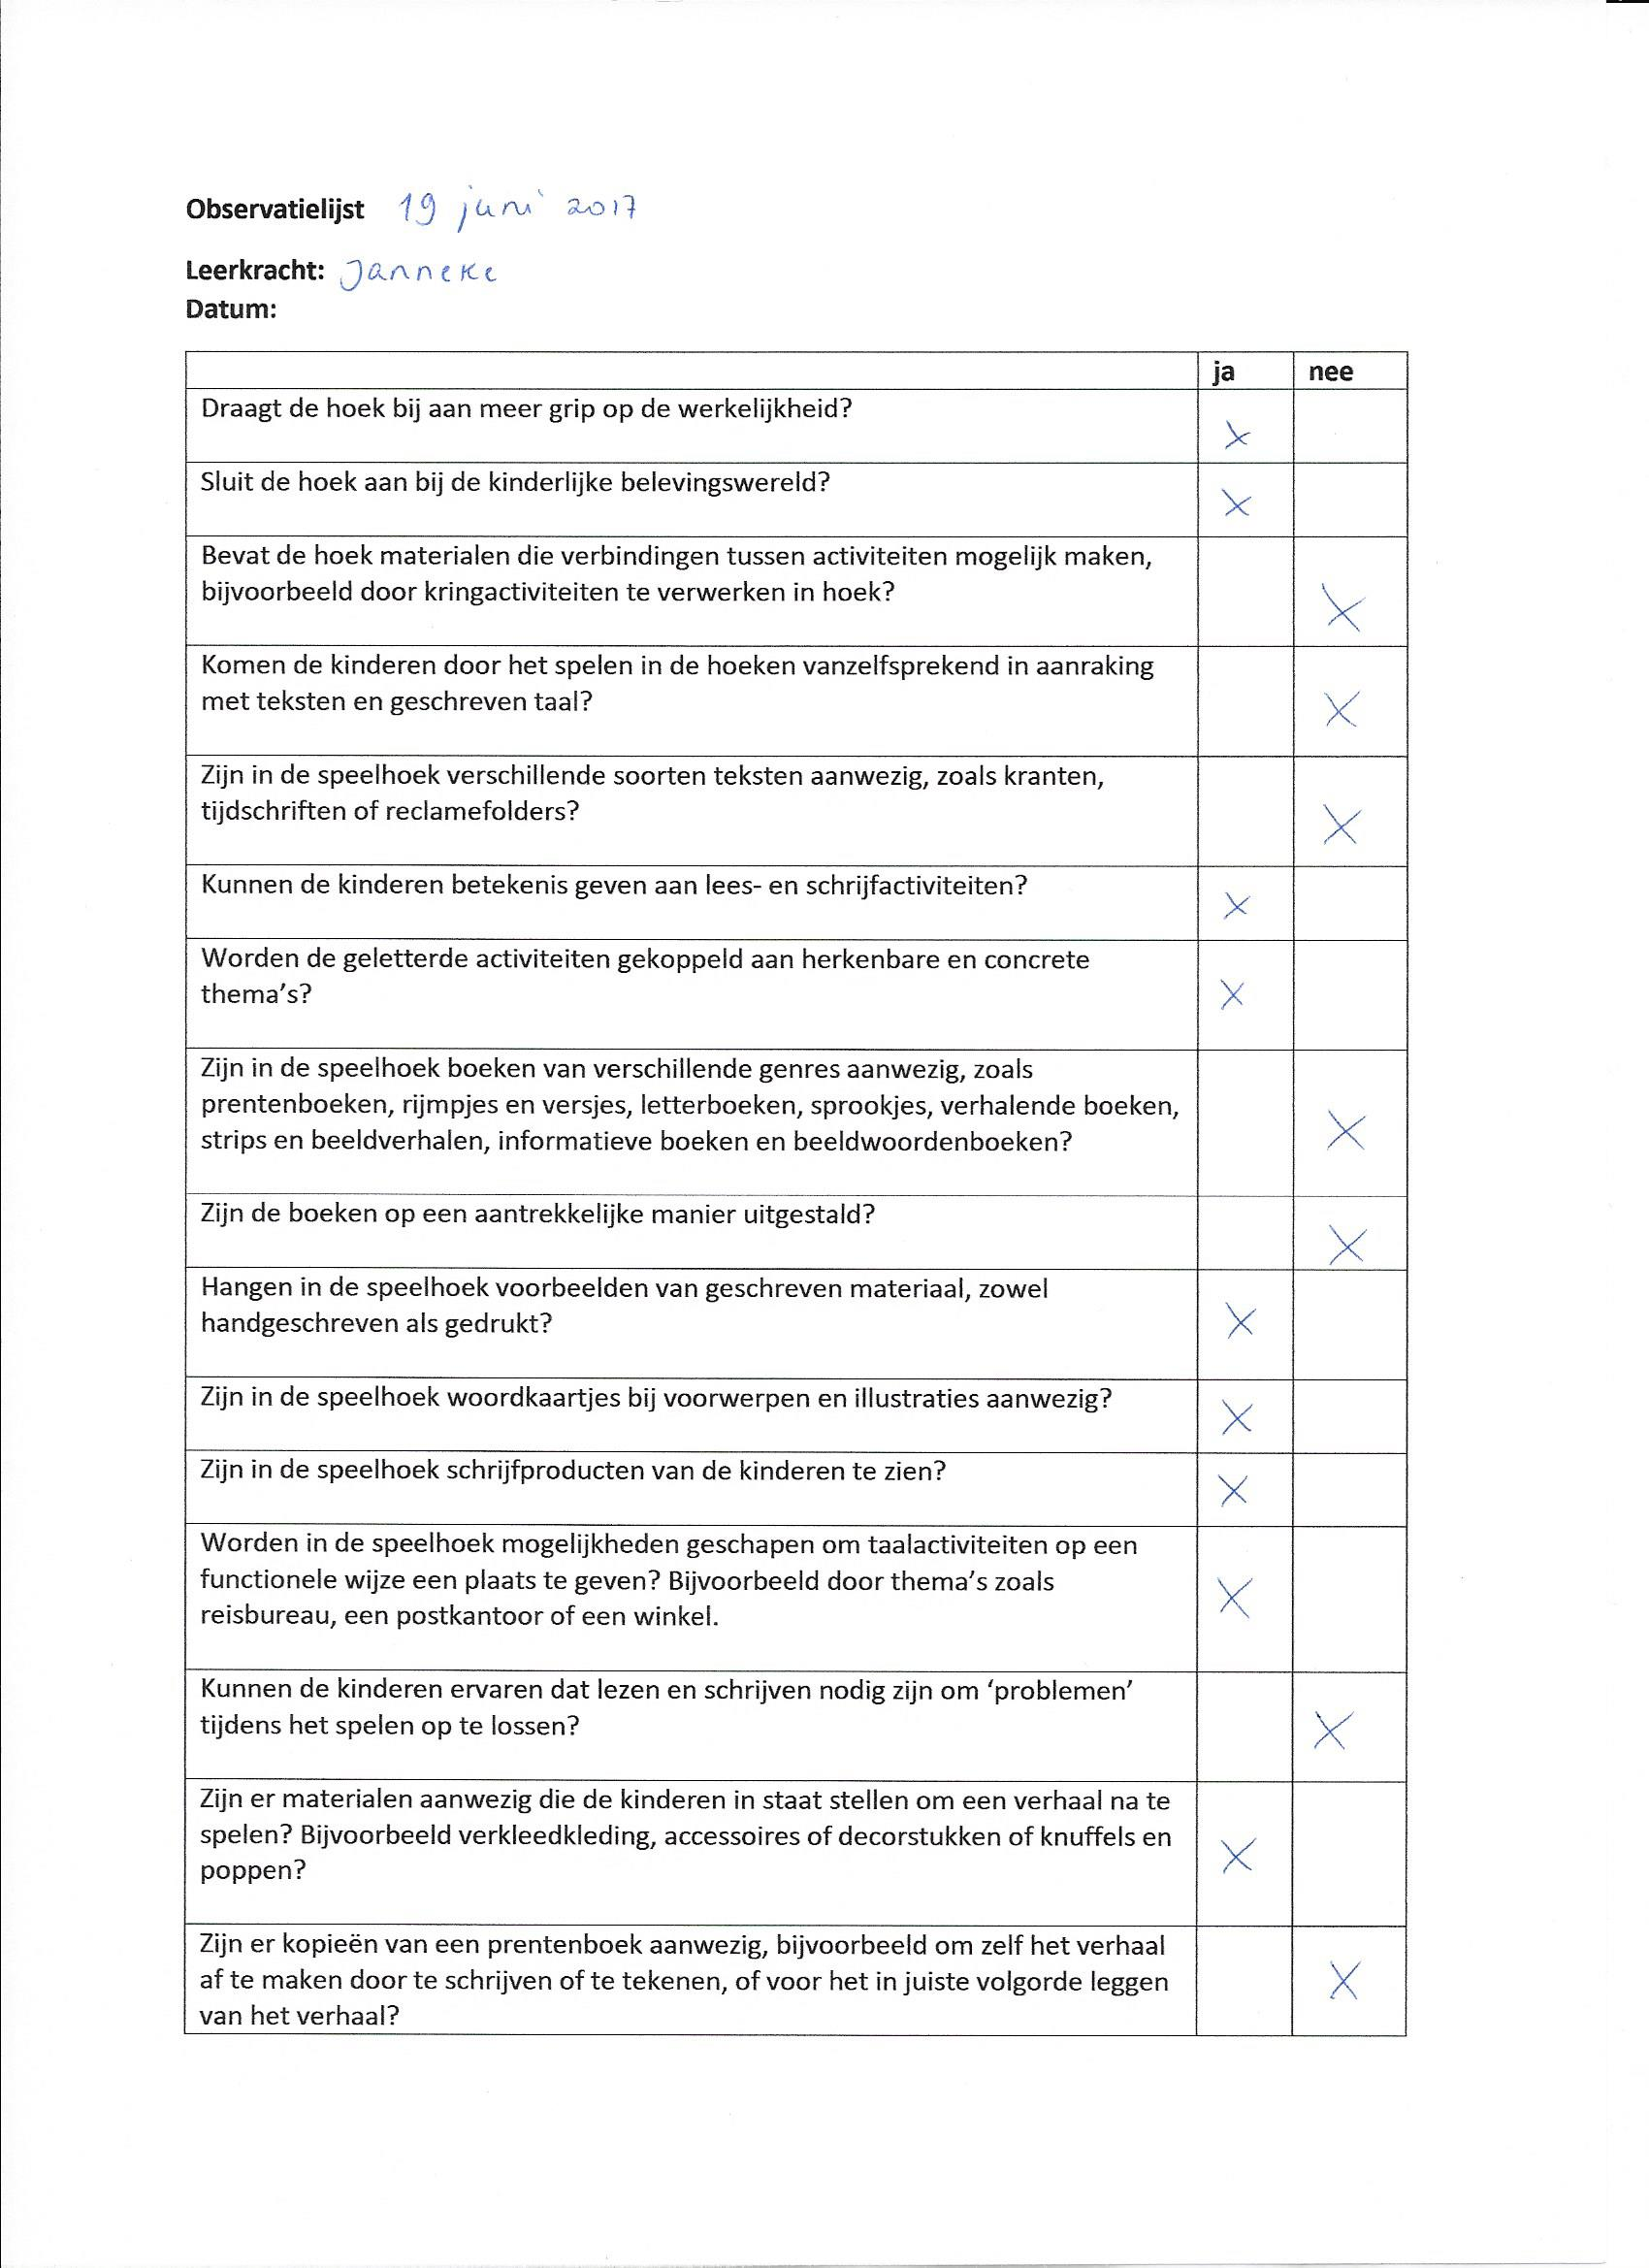 Observatielijst 19 juni 2017
Leerkracht: Janneke
Datum:
ja nee
Draagt de hoek bij aan meer grip op de werkelijkheid?
x
Sluit de hoek aan bij de kinderlijke belevingswereld?
x
Bevat de hoek materialen die verbindingen tussen activiteiten mogelijk maken,
bijvoorbeeld door kringactiviteiten te verwerken in hoek?
x
Komen de kinderen door het spelen in de hoeken vanzelfsprekend in aanraking
met teksten en geschreven taal?
x
Zijn in de speelhoek verschillende soorten teksten aanwezig, zoals kranten,
tijdschriften of reclamefolders?
x
Kunnen de kinderen betekenis geven aan lees- en schrijfactiviteiten?
x
Worden de geletterde activiteiten gekoppeld aan herkenbare en concrete
thema's?
x
Zijn in de speelhoek boeken van verschillende genres aanwezig, zoals
prentenboeken, rijmpjes en versjes, letterboeken, sprookjes, verhalende boeken,
strips en beeldverhalen, informatieve boeken en beeldwoordenboeken?
x
Zijn de boeken op een aantrekkelijke manier uitgestald?
x
Hangen in de speelhoek voorbeelden van geschreven materiaal, zowel
handgeschreven als gedrukt?
x
Zijn in de speelhoek woordkaartjes bij voorwerpen en illustraties aanwezig?
x
Zijn in de speelhoek schrijfproducten van de kinderen te zien?
x
Worden in de speelhoek mogelijkheden geschapen om taalactiviteiten op een
functionele wijze een plaats te geven? Bijvoorbeeld door thema's zoals
reisbureau, een postkantoor of een winkel.
x
Kunnen de kinderen ervaren dat lezen en schrijven nodig zijn om ‘problemen’
tijdens het spelen op te lossen?
x
Zijn er materialen aanwezig die de kinderen in staat stellen om een verhaal na te
spelen? Bijvoorbeeld verkleedkleding, accessoires of decorstukken of knuffels en
poppen?
x
Zijn er kopieën van een prentenboek aanwezig, bijvoorbeeld om zelf het verhaal
af te maken door te schrijven of te tekenen, of voor het in juiste volgorde leggen
van het verhaal?
x